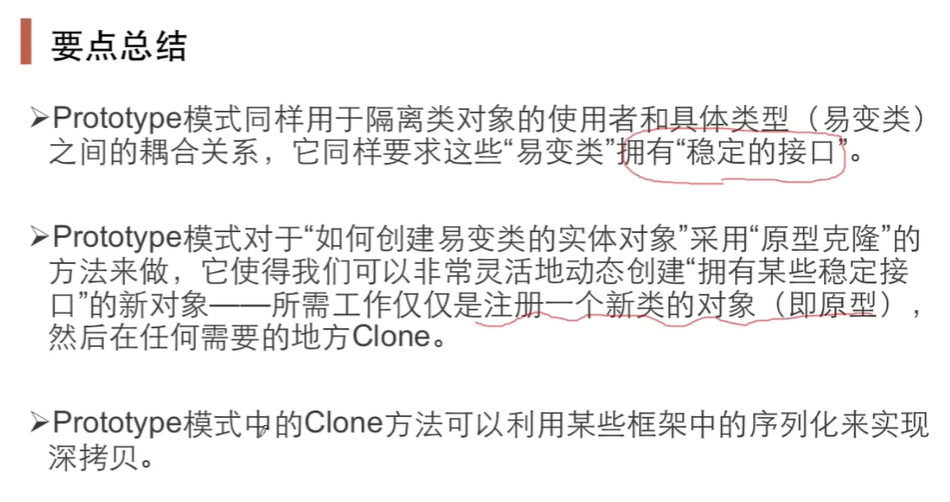 要点总结
➢Prototype模式同样用于隔离类对象的使用者和具体类型（易变类）
之间的耦合关系，它同样要求这些“易变类”拥有“稳定的接口”。
➢Prototype模式对于“如何创建易变类的实体对象”采用“原型克隆”的
方法来做，它使得我们可以非常灵活地动态创建“拥有某些稳定接
口”的新对象——所需工作仅仅是注册一个新类的对象（即原型），
然后在任何需要的地方Clone。
➢Prototype模式中的Clone方法可以利用某些框架中的序列化来实现
深拷贝。